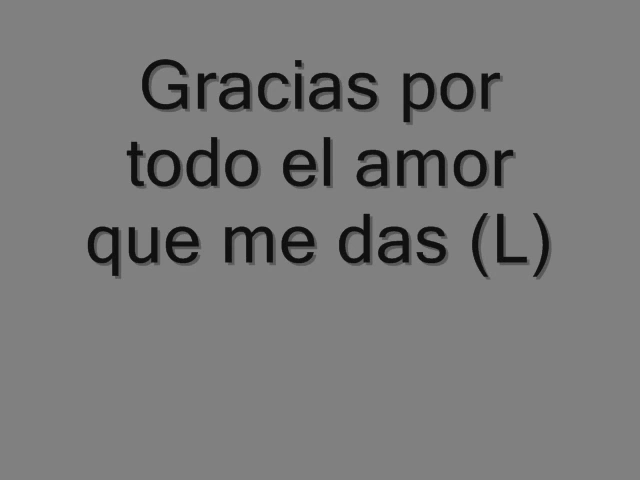 Gracias por
todo el amor
que me das (L)